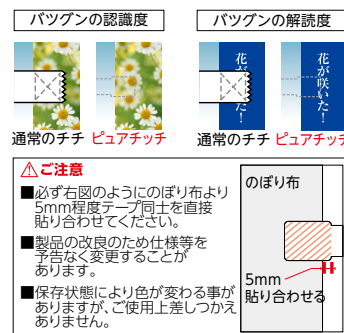 バツグンの認識度
バツグンの解読度
花が咲いた！
花が咲いた！
通常のチチ ピュアチッチ
通常のチチ ピュアチッチ
ご注意
■必ず右図のようにのぼり布より
5mm程度テープ同士を直接
貼り合わせてください。
■製品の改良のため仕様等を
予告なく変更することが
あります。
■保存状態により色が変わる事が
ありますが、ご使用上差しつかえ
ありません。
のぼり布
5mm
貼り合わせる